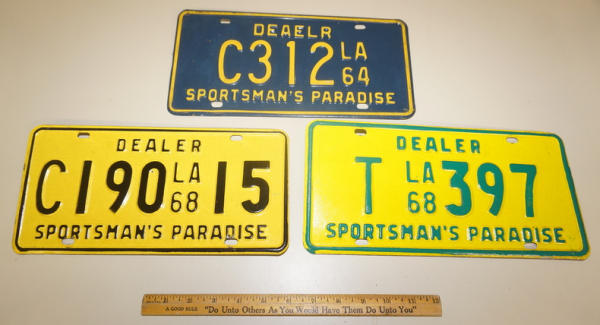 DEAELR
C312 LA 64
SPORTSMAN'S PARADISE
DEALER
C190 LA 68 15
SPORTSMAN'S PARADISE
DEALER
T LA 68 397
SPORTSMAN'S PARADISE
A GOOD RULE "Do Unto Others As You Would Have Them Do Unto You"